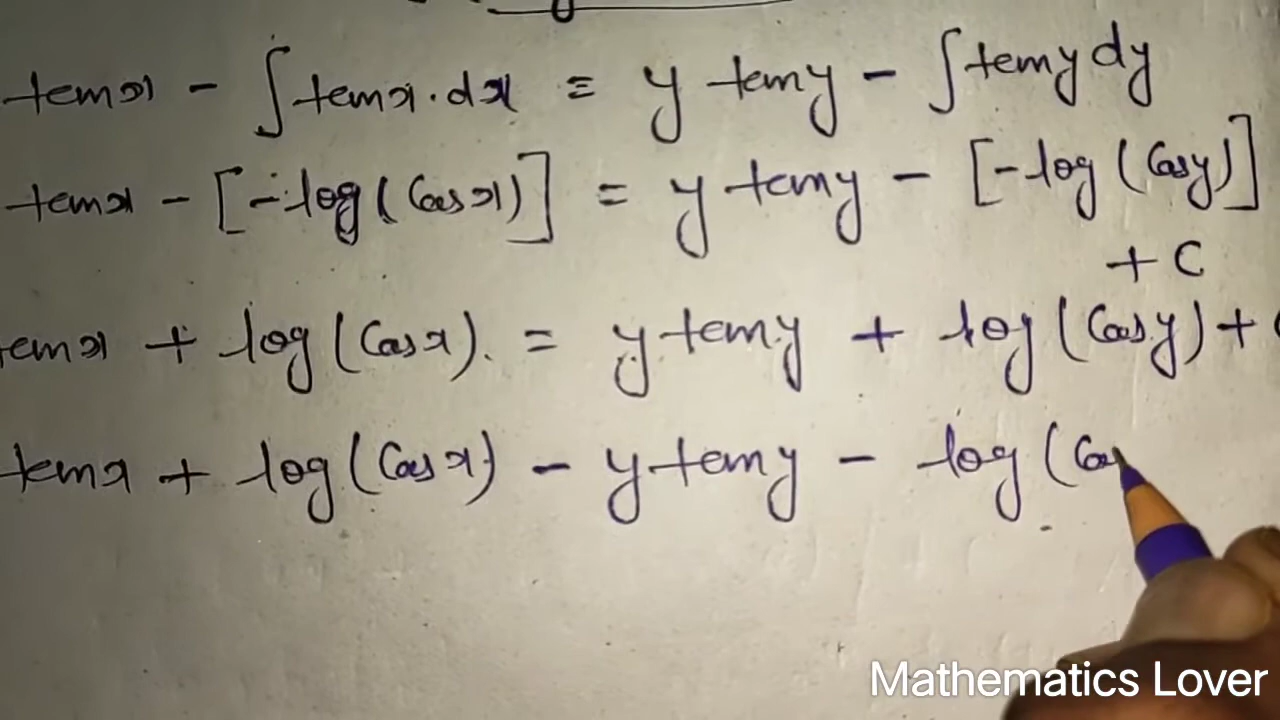 tanx - ∫tanx.dx = y tany - ∫tany dy
tanx - [-log(Cosx)] = y tany - [-log(Cosy)]
+ C
tanx + log(Cosx) = y tany + log(Cosy) +
tanx + log(Cosx) - y tany - log(Cos
Mathematics Lover